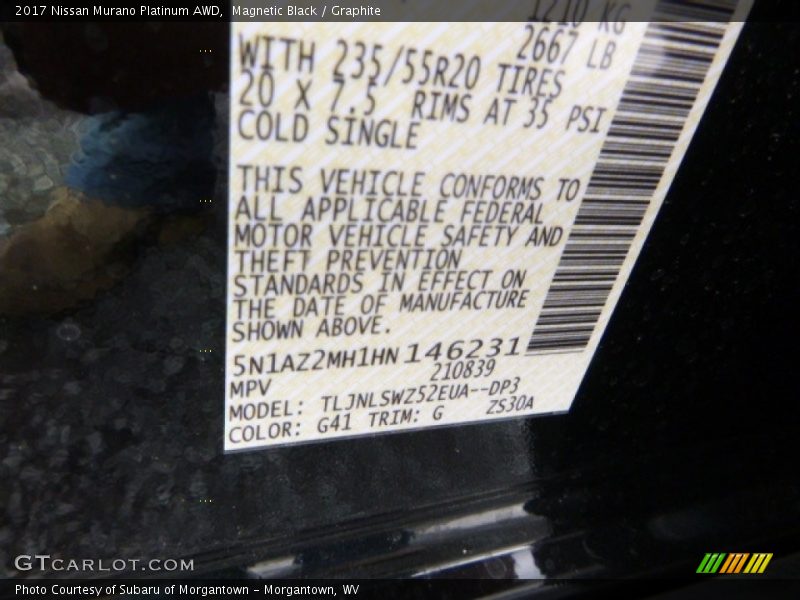 2017 Nissan Murano Platinum AWD, Magnetic Black / Graphite
1210 KG
2667 LB
WITH 235/55R20 TIRES
20 X 7.5 RIMS AT 35 PSI
COLD SINGLE
THIS VEHICLE CONFORMS TO
ALL APPLICABLE FEDERAL
MOTOR VEHICLE SAFETY AND
THEFT PREVENTION
STANDARDS IN EFFECT ON
THE DATE OF MANUFACTURE
SHOWN ABOVE.
5N1AZ2MH1HN146231
MPV 210839
MODEL: TLJNLSWZ52EUA--DP3
COLOR: G41 TRIM: G ZS30A
GTCARLOT.COM
Photo Courtesy of Subaru of Morgantown - Morgantown, WV